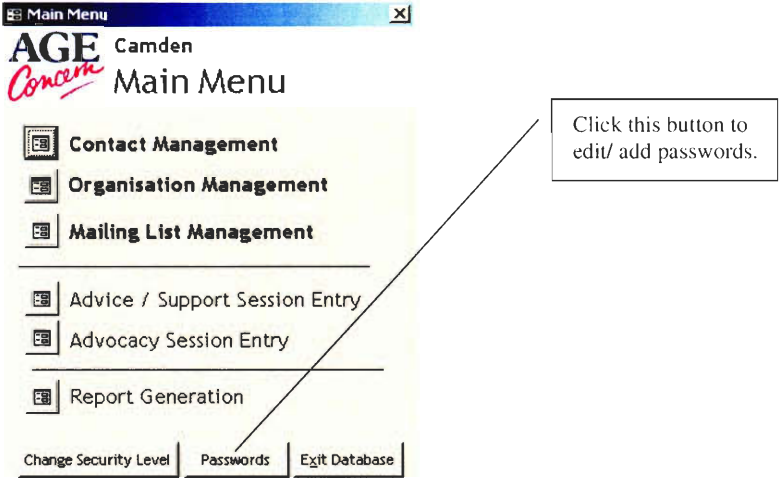 Main Menu
AGE Concern
Camden
Main Menu
Click this button to
edit/ add passwords.
Contact Management
Organisation Management
Mailing List Management
Advice / Support Session Entry
Advocacy Session Entry
Report Generation
Change Security Level
Passwords
Exit Database